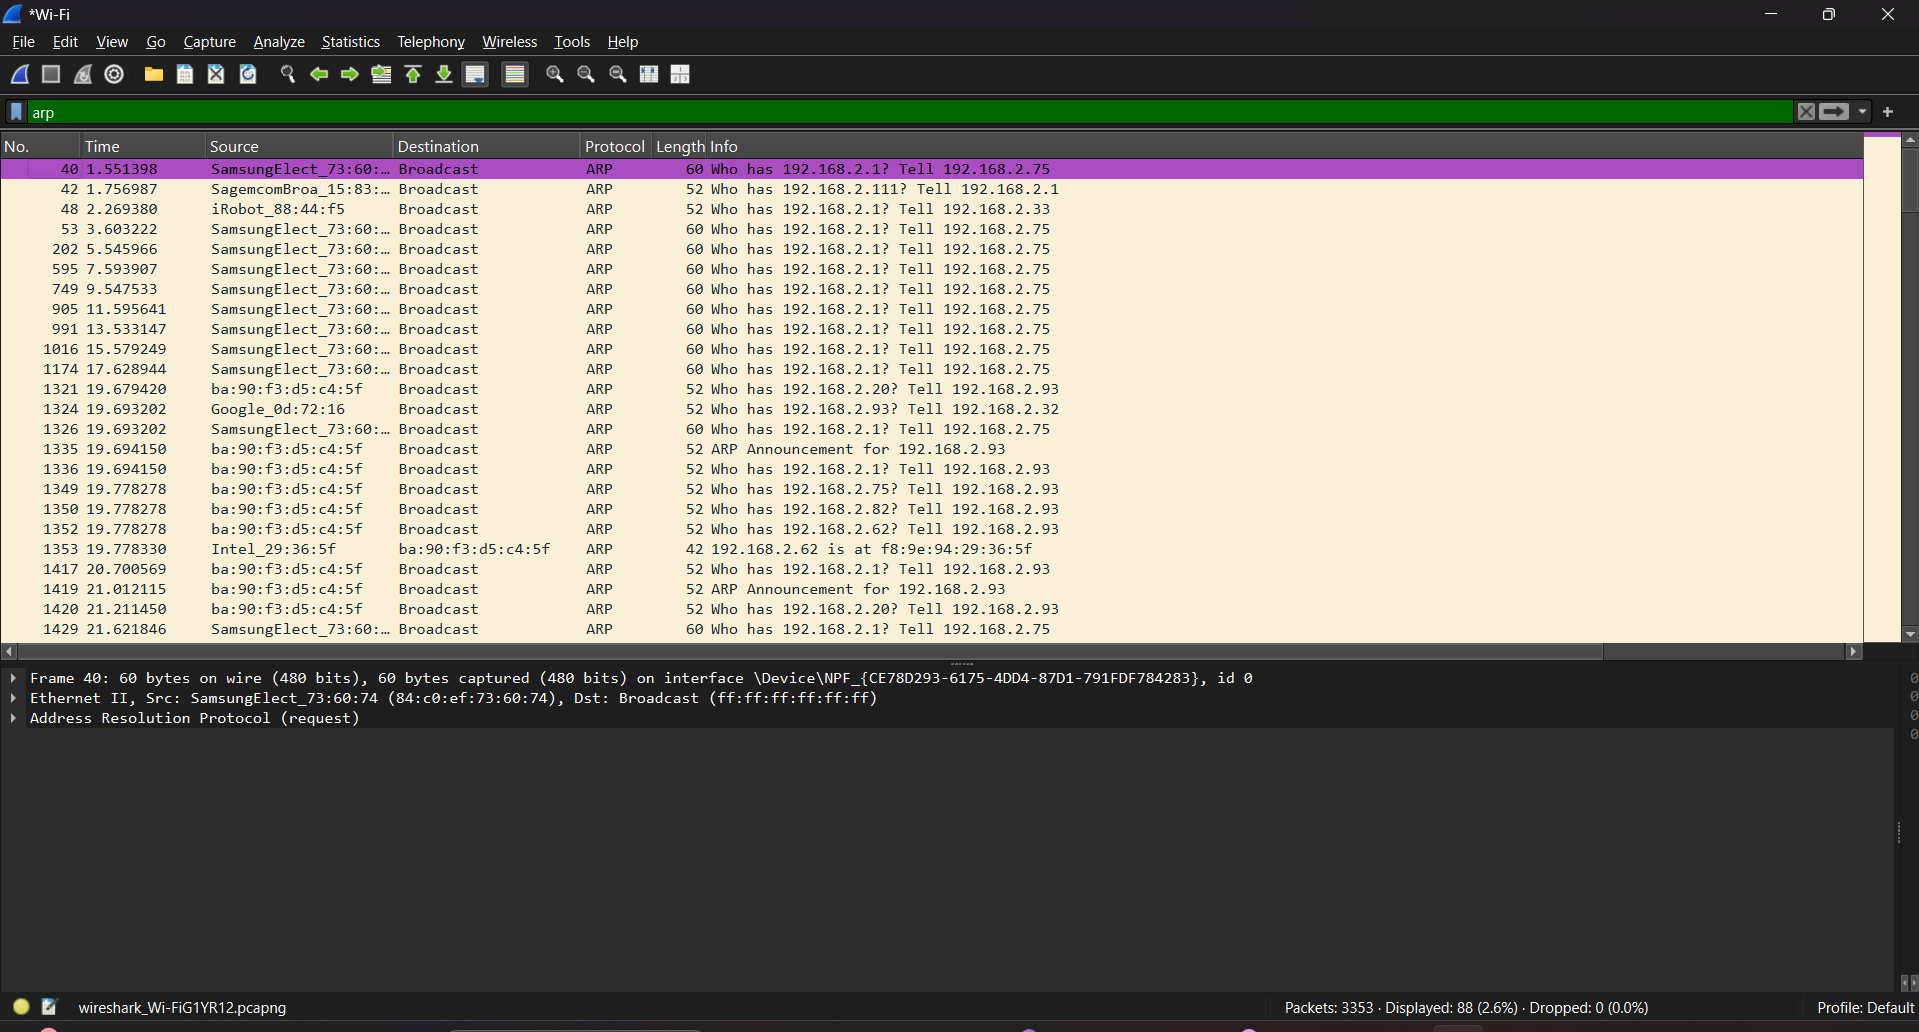 *Wi-Fi
File Edit View Go Capture Analyze Statistics Telephony Wireless Tools Help
arp
No. Time Source Destination Protocol Length Info
40 1.551398 SamsungElect_73:60:… Broadcast ARP 60 Who has 192.168.2.1? Tell 192.168.2.75
42 1.756987 SagemcomBroa_15:83:… Broadcast ARP 52 Who has 192.168.2.111? Tell 192.168.2.1
48 2.269380 iRobot_88:44:f5 Broadcast ARP 52 Who has 192.168.2.1? Tell 192.168.2.33
53 3.603222 SamsungElect_73:60:… Broadcast ARP 60 Who has 192.168.2.1? Tell 192.168.2.75
202 5.545966 SamsungElect_73:60:… Broadcast ARP 60 Who has 192.168.2.1? Tell 192.168.2.75
595 7.593907 SamsungElect_73:60:… Broadcast ARP 60 Who has 192.168.2.1? Tell 192.168.2.75
749 9.547533 SamsungElect_73:60:… Broadcast ARP 60 Who has 192.168.2.1? Tell 192.168.2.75
905 11.595641 SamsungElect_73:60:… Broadcast ARP 60 Who has 192.168.2.1? Tell 192.168.2.75
991 13.533147 SamsungElect_73:60:… Broadcast ARP 60 Who has 192.168.2.1? Tell 192.168.2.75
1016 15.579249 SamsungElect_73:60:… Broadcast ARP 60 Who has 192.168.2.1? Tell 192.168.2.75
1174 17.628944 SamsungElect_73:60:… Broadcast ARP 60 Who has 192.168.2.1? Tell 192.168.2.75
1321 19.679420 ba:90:f3:d5:c4:5f Broadcast ARP 52 Who has 192.168.2.20? Tell 192.168.2.93
1324 19.693202 Google_0d:72:16 Broadcast ARP 52 Who has 192.168.2.93? Tell 192.168.2.32
1326 19.693202 SamsungElect_73:60:… Broadcast ARP 60 Who has 192.168.2.1? Tell 192.168.2.75
1335 19.694150 ba:90:f3:d5:c4:5f Broadcast ARP 52 ARP Announcement for 192.168.2.93
1336 19.694150 ba:90:f3:d5:c4:5f Broadcast ARP 52 Who has 192.168.2.1? Tell 192.168.2.93
1349 19.778278 ba:90:f3:d5:c4:5f Broadcast ARP 52 Who has 192.168.2.75? Tell 192.168.2.93
1350 19.778278 ba:90:f3:d5:c4:5f Broadcast ARP 52 Who has 192.168.2.82? Tell 192.168.2.93
1352 19.778278 ba:90:f3:d5:c4:5f Broadcast ARP 52 Who has 192.168.2.62? Tell 192.168.2.93
1353 19.778330 Intel_29:36:5f ba:90:f3:d5:c4:5f ARP 42 192.168.2.62 is at f8:9e:94:29:36:5f
1417 20.700569 ba:90:f3:d5:c4:5f Broadcast ARP 52 Who has 192.168.2.1? Tell 192.168.2.93
1419 21.012115 ba:90:f3:d5:c4:5f Broadcast ARP 52 ARP Announcement for 192.168.2.93
1420 21.211450 ba:90:f3:d5:c4:5f Broadcast ARP 52 Who has 192.168.2.20? Tell 192.168.2.93
1429 21.621846 SamsungElect_73:60:… Broadcast ARP 60 Who has 192.168.2.1? Tell 192.168.2.75
Frame 40: 60 bytes on wire (480 bits), 60 bytes captured (480 bits) on interface \Device\NPF_{CE78D293-6175-4DD4-87D1-791FDF784283}, id 0
Ethernet II, Src: SamsungElect_73:60:74 (84:c0:ef:73:60:74), Dst: Broadcast (ff:ff:ff:ff:ff:ff)
Address Resolution Protocol (request)
0
0
0
0
wireshark_Wi-FiG1YR12.pcapng Packets: 3353 · Displayed: 88 (2.6%) · Dropped: 0 (0.0%) Profile: Default